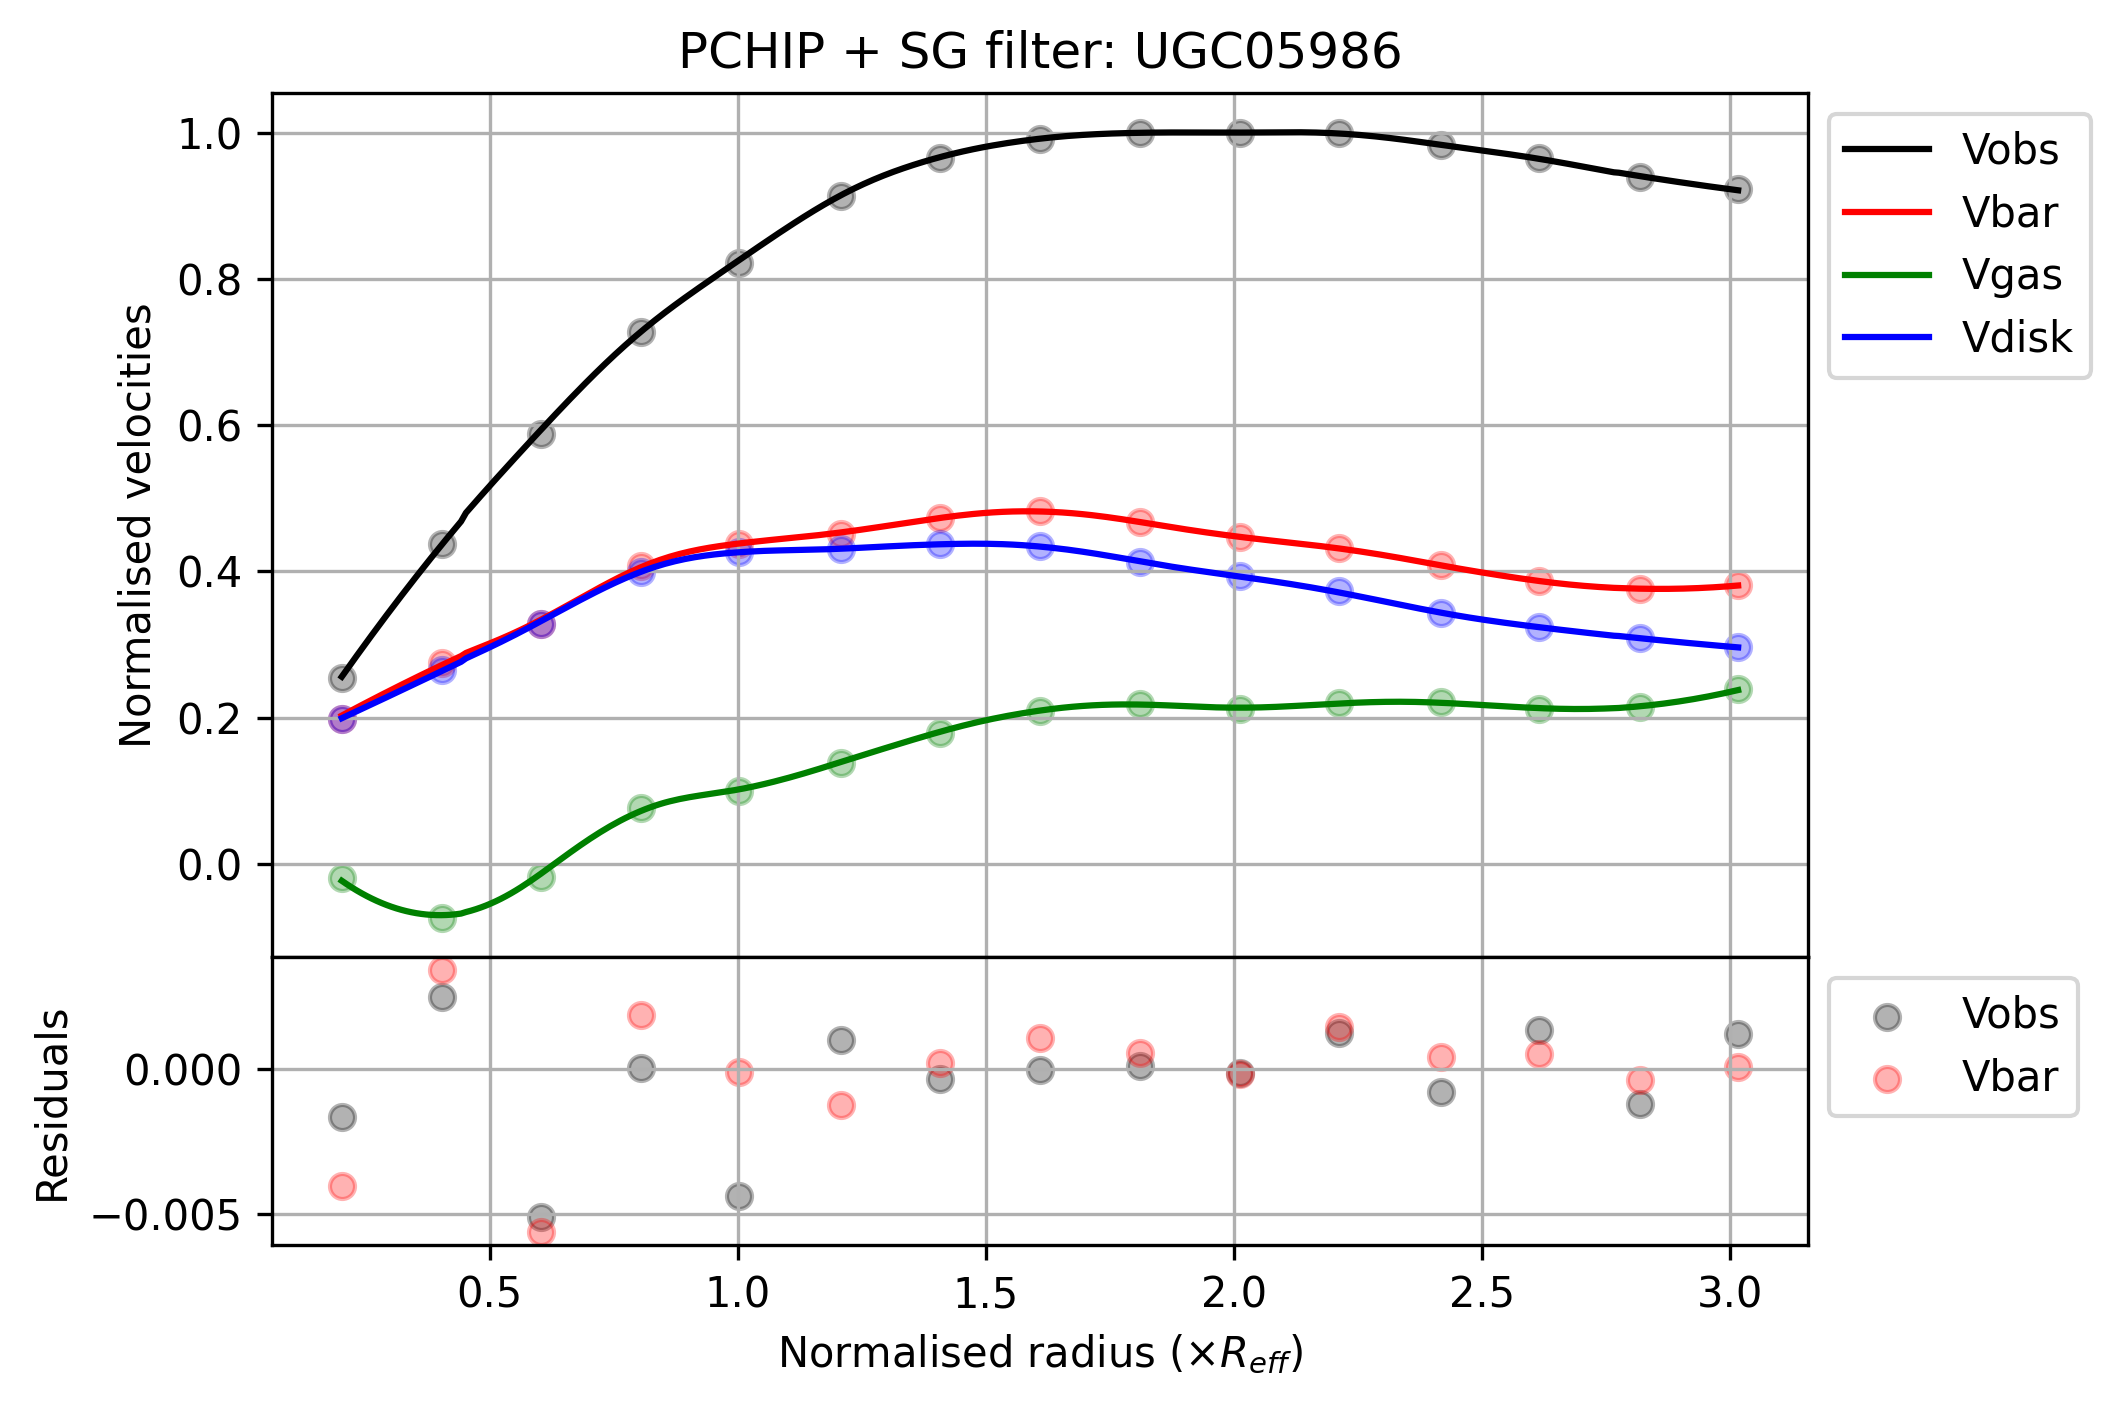 PCHIP + SG filter: UGC05986
1.0
0.8
0.6
0.4
0.2
0.0
Normalised velocities
Vobs
Vbar
Vgas
Vdisk
0.000
−0.005
Residuals
Vobs
Vbar
0.5 1.0 1.5 2.0 2.5 3.0
Normalised radius (×R_eff)